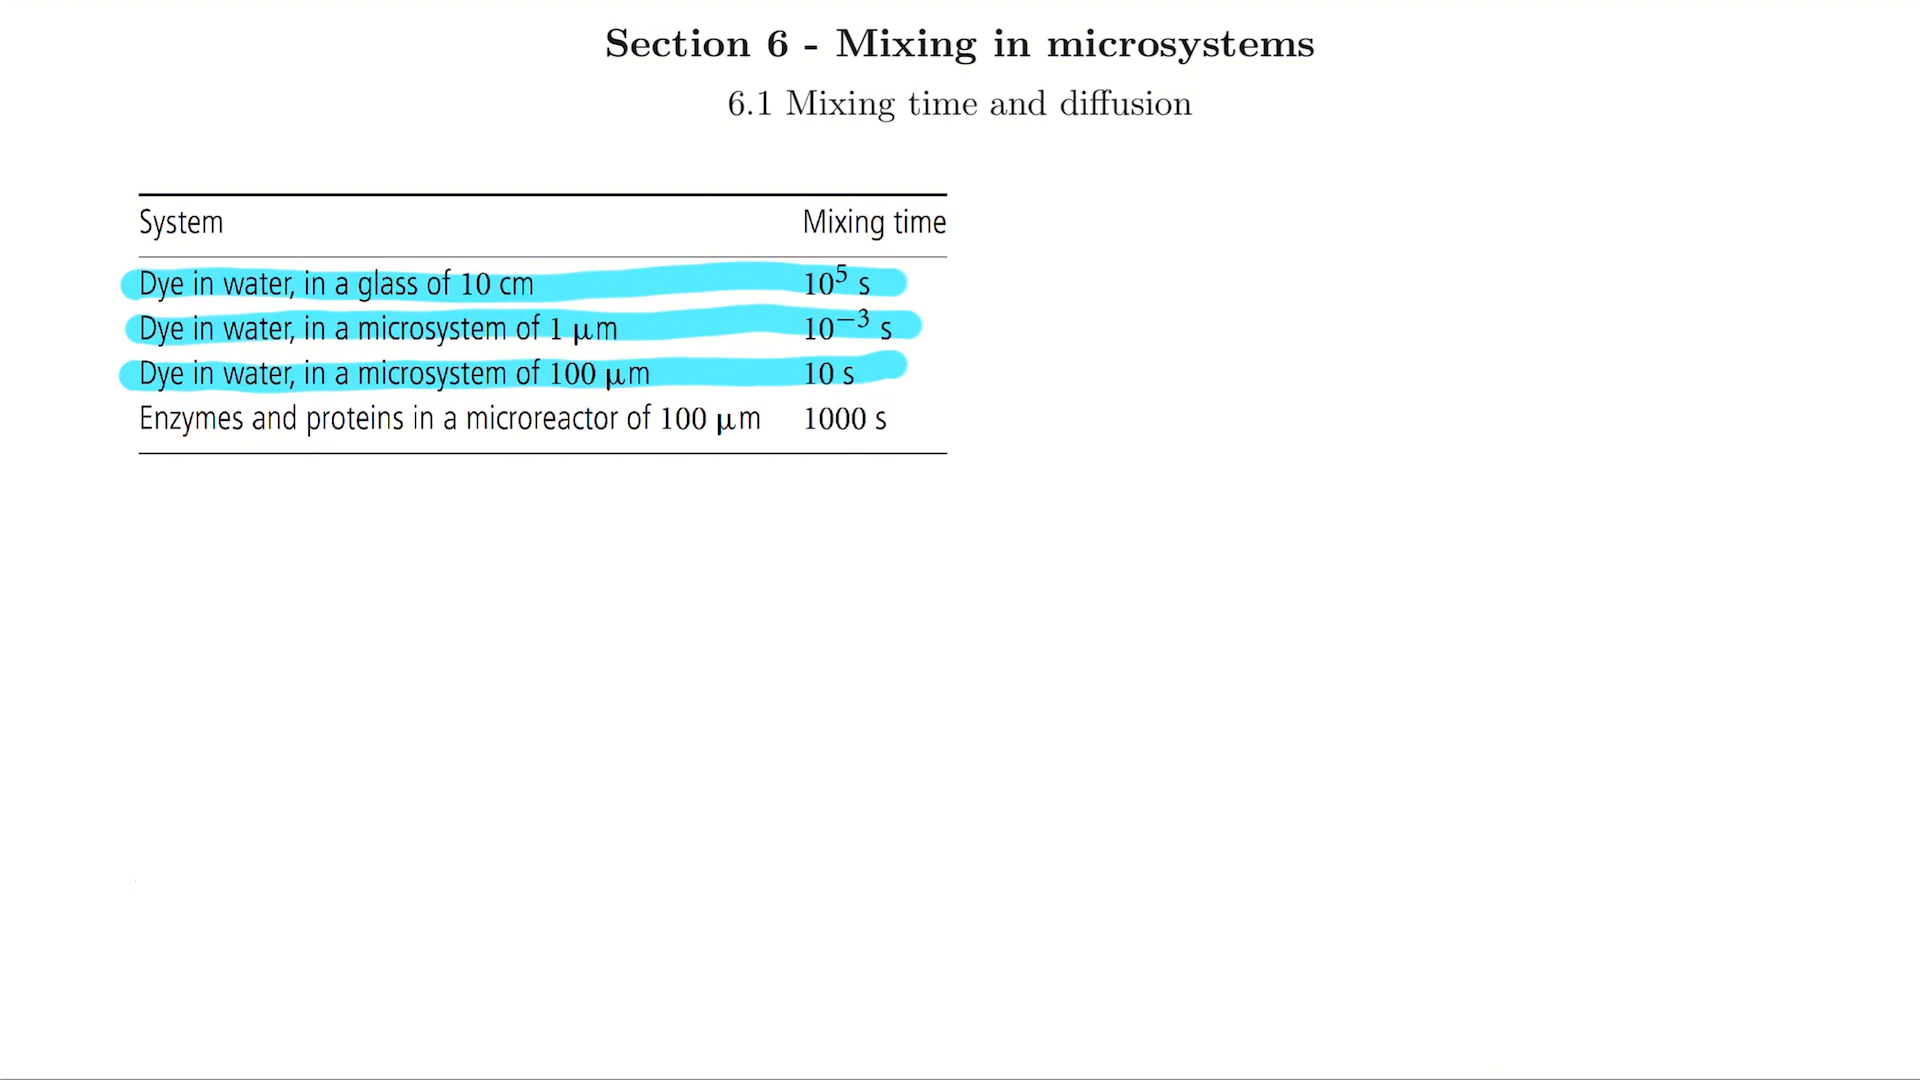 Section 6 - Mixing in microsystems
6.1 Mixing time and diffusion
System Mixing time
Dye in water, in a glass of 10 cm 10⁵ s
Dye in water, in a microsystem of 1 μm 10⁻³ s
Dye in water, in a microsystem of 100 μm 10 s
Enzymes and proteins in a microreactor of 100 μm 1000 s